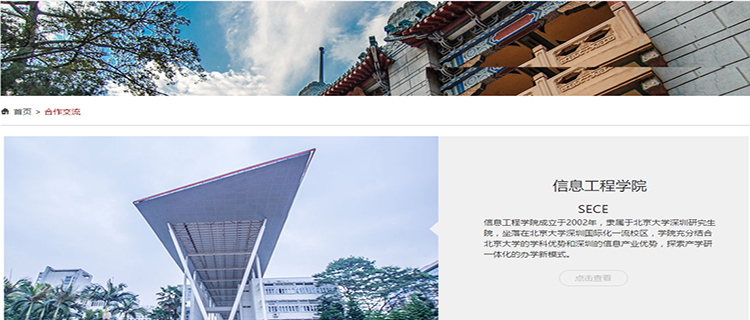 首页 > 合作交流
信息工程学院
SECE
信息工程学院成立于2002年，隶属于北京大学深圳研究生
院，坐落在北京大学深圳国际化一流校区，学院充分结合
北京大学的学科优势和深圳的信息产业优势，探索产学研
一体化的办学新模式。
点击查看